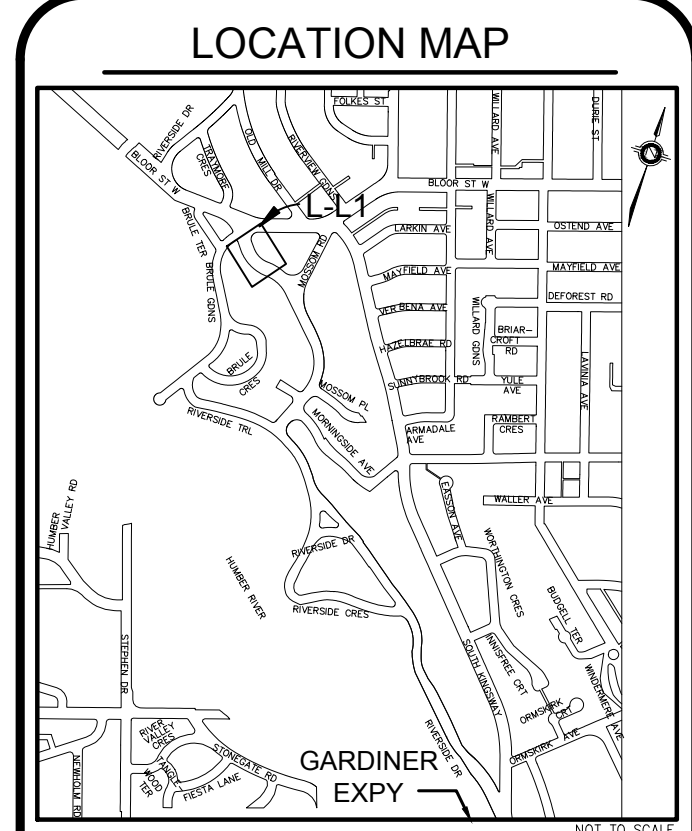 LOCATION MAP
FOLKES ST
RIVERSIDE DR
TRAYMORE
CRES
OLD MILL DR
RIVERVIEW GDNS
WILLARD AVE
DURIE ST
BLOOR ST W
BLOOR ST W
L-L1
BRULE TER
BRULE GDNS
MOSSOM RD
LARKIN AVE
WILLARD AVE
OSTEND AVE
MAYFIELD AVE
MAYFIELD AVE
VERBENA AVE
DEFOREST RD
WILLARD GDNS
BRIAR-
CROFT
RD
HAZELBRAE RD
LAVINIA AVE
BRULE
CRES
SUNNYBROOK RD
YULE
AVE
MOSSOM PL
RIVERSIDE TRL
MORNINGSIDE AVE
ARMADALE
AVE
RAMBERT
CRES
HUMBER
VALLEY RD
EASSON AVE
WALLER AVE
RIVERSIDE DR
HUMBER RIVER
WORTHINGTON CRES
RIVERSIDE CRES
BUDGELL TER
STEPHEN DR
SOUTH KINGSWAY
INNISFREE CRT
WINDERMERE AVE
ORMSKIRK
CRT
RIVER
VALLEY
CRES
STONEGATE RD
RIVERSIDE DR
ORMSKIRK AVE
NEWHOLM RD
WOOD
TER
TANGLE
FIESTA LANE
GARDINER
EXPY
NOT TO SCALE